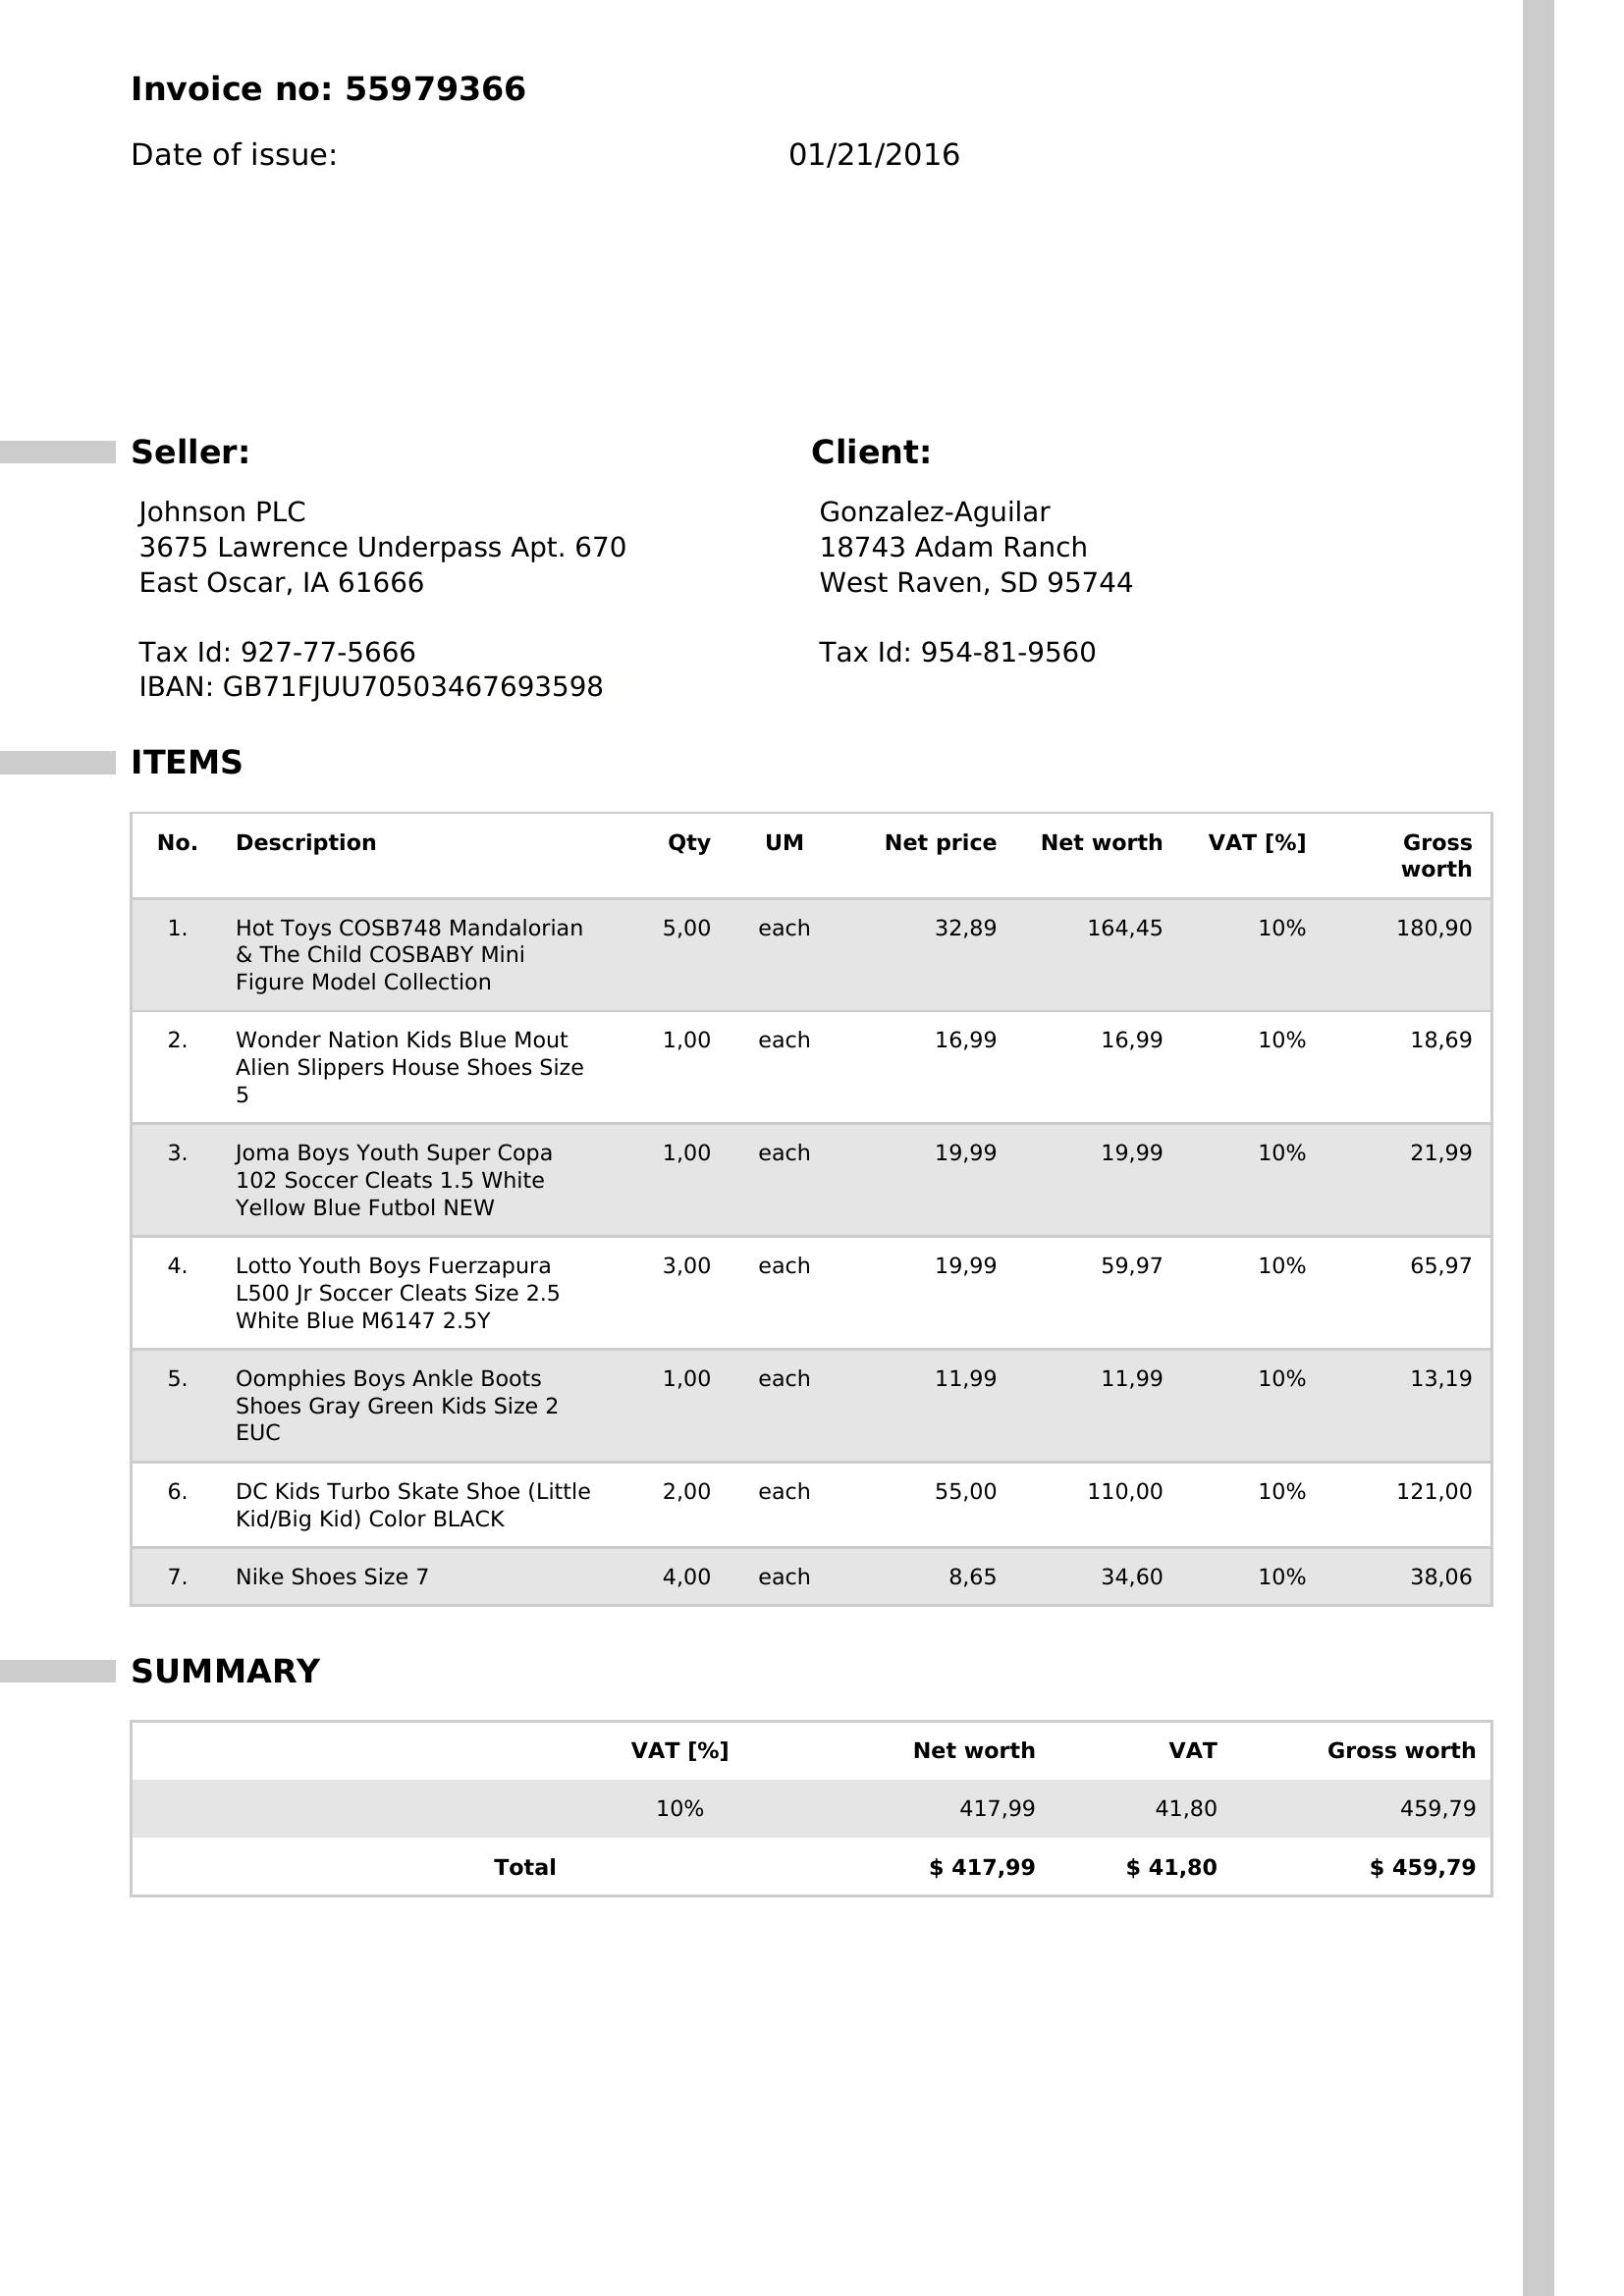 Invoice no: 55979366
Date of issue: 01/21/2016
Seller:
Johnson PLC
3675 Lawrence Underpass Apt. 670
East Oscar, IA 61666
Tax Id: 927-77-5666
IBAN: GB71FJUU70503467693598
Client:
Gonzalez-Aguilar
18743 Adam Ranch
West Raven, SD 95744
Tax Id: 954-81-9560
ITEMS
No. Description Qty UM Net price Net worth VAT [%] Gross
worth
1. Hot Toys COSB748 Mandalorian 5,00 each 32,89 164,45 10% 180,90
& The Child COSBABY Mini
Figure Model Collection
2. Wonder Nation Kids Blue Mout 1,00 each 16,99 16,99 10% 18,69
Alien Slippers House Shoes Size
5
3. Joma Boys Youth Super Copa 1,00 each 19,99 19,99 10% 21,99
102 Soccer Cleats 1.5 White
Yellow Blue Futbol NEW
4. Lotto Youth Boys Fuerzapura 3,00 each 19,99 59,97 10% 65,97
L500 Jr Soccer Cleats Size 2.5
White Blue M6147 2.5Y
5. Oomphies Boys Ankle Boots 1,00 each 11,99 11,99 10% 13,19
Shoes Gray Green Kids Size 2
EUC
6. DC Kids Turbo Skate Shoe (Little 2,00 each 55,00 110,00 10% 121,00
Kid/Big Kid) Color BLACK
7. Nike Shoes Size 7 4,00 each 8,65 34,60 10% 38,06
SUMMARY
VAT [%] Net worth VAT Gross worth
10% 417,99 41,80 459,79
Total $ 417,99 $ 41,80 $ 459,79